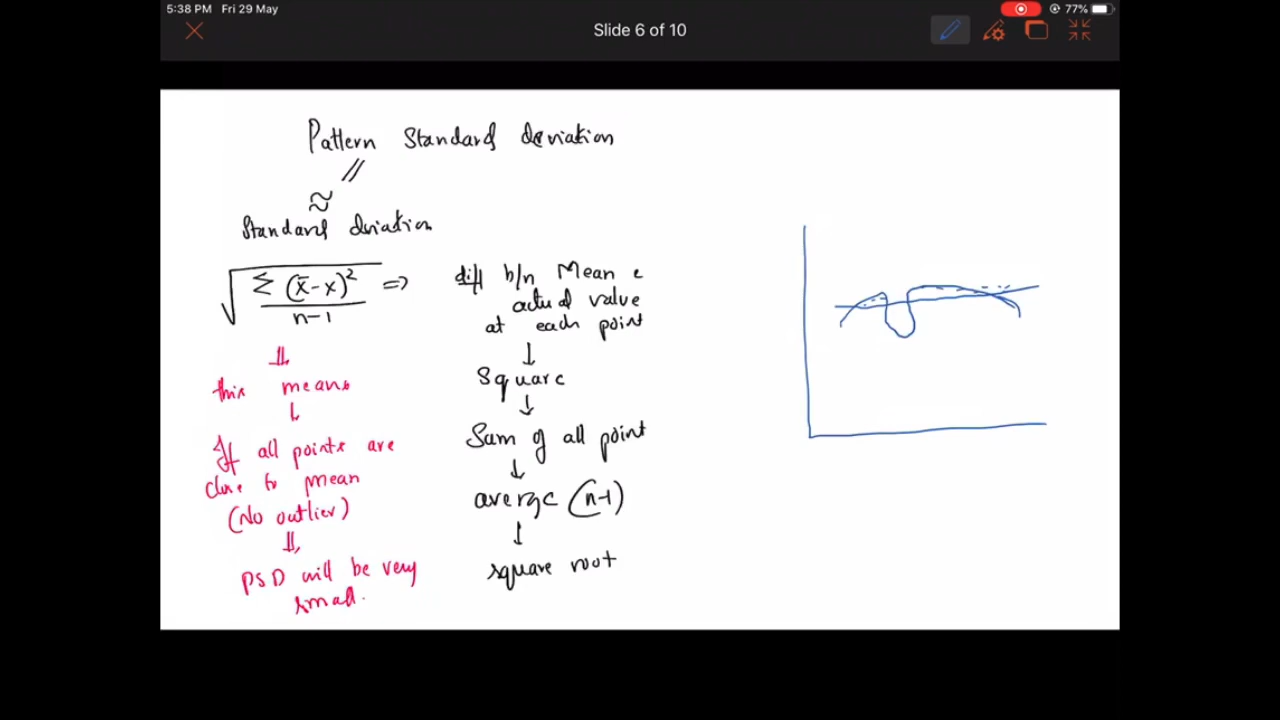 5:38 PM Fri 29 May
77%
Slide 6 of 10
Pattern Standard deviation
≈
Standard deviation
√ Σ (x̄-x)² / n-1 ⇒
diff b/n Mean &
actual value
at each point
↓
Square
↓
Sum of all point
↓
averge (n-1)
↓
square root
⇓
this means
↓
If all points are
close to mean
(No outlier)
⇓
PSD will be very
small.